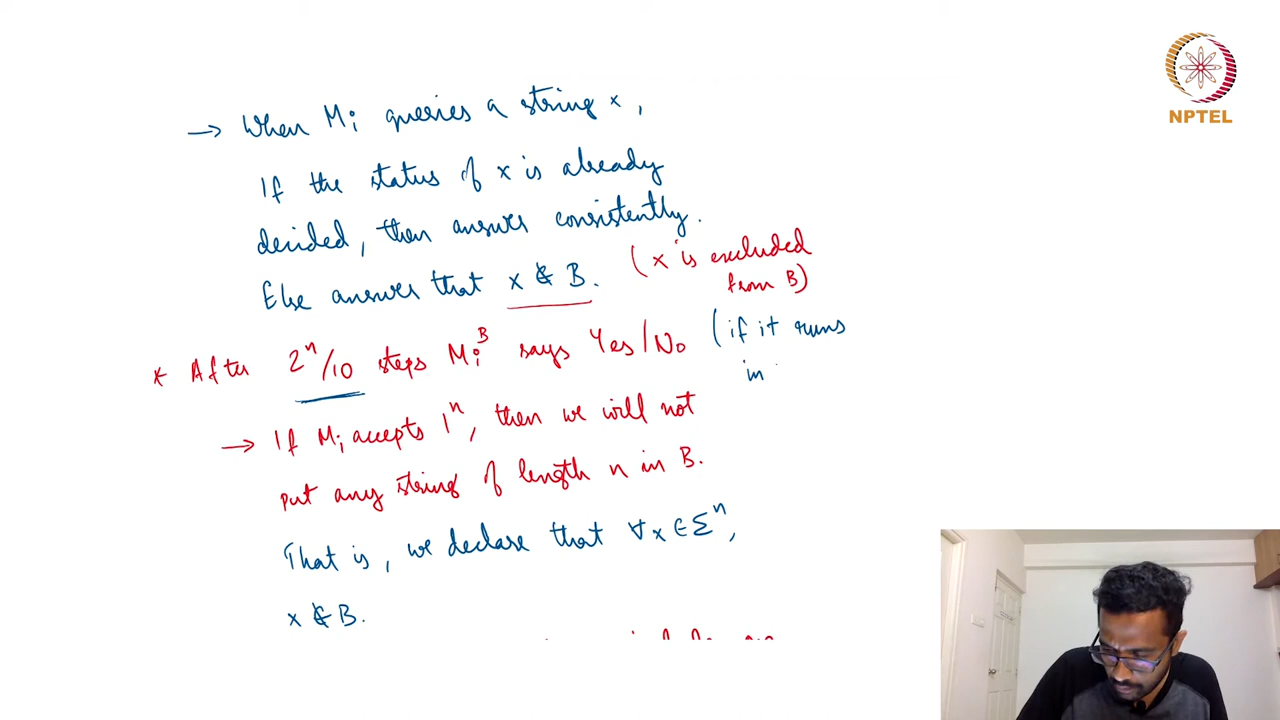 → When Mi queries a string x,
If the status of x is already
decided, then answer consistently.
Else answer that x ∉ B. (x is excluded
from B)
* After 2^n/10 steps Mi^B says Yes/No (if it runs
in
→ If Mi accepts 1^n, then we will not
put any string of length n in B.
That is, we declare that ∀x ∈ Σ^n,
x ∉ B.
NPTEL